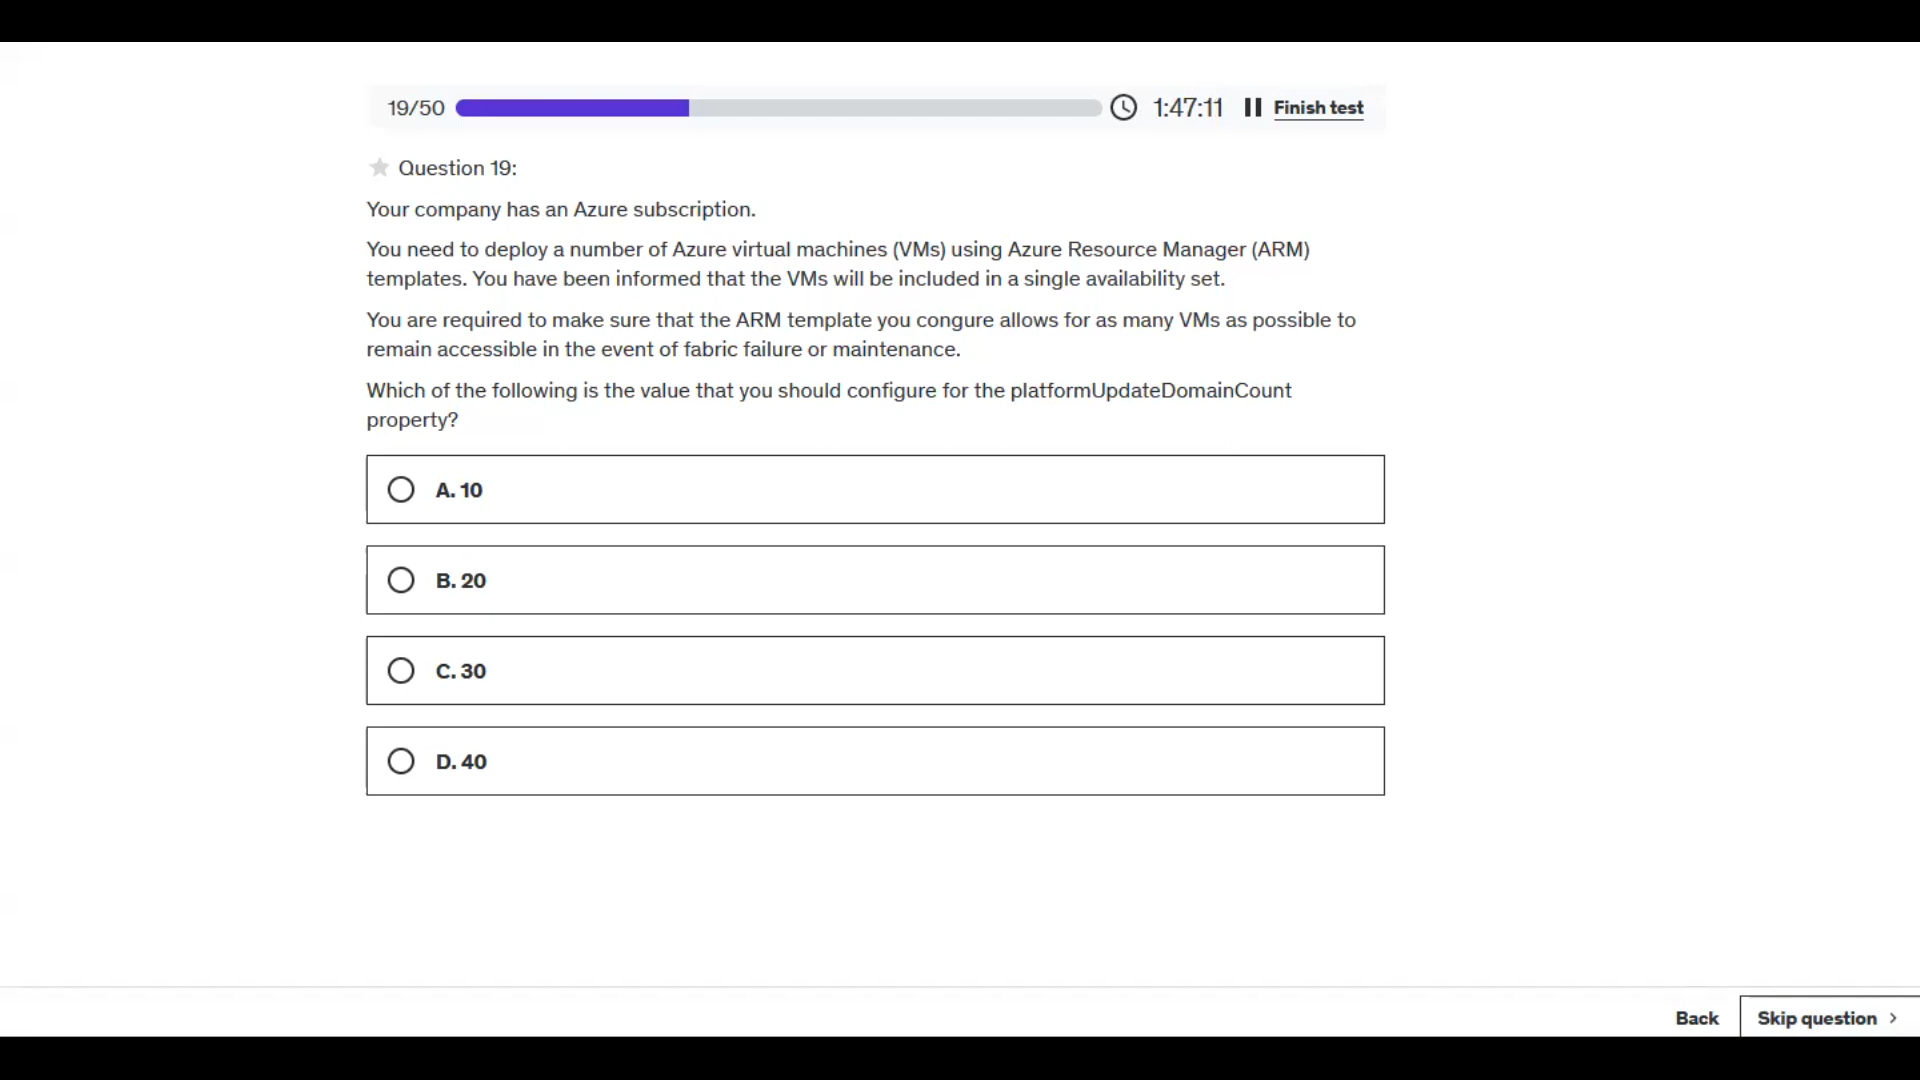 19/50 1:47:11 Finish test
Question 19:
Your company has an Azure subscription.
You need to deploy a number of Azure virtual machines (VMs) using Azure Resource Manager (ARM)
templates. You have been informed that the VMs will be included in a single availability set.
You are required to make sure that the ARM template you congure allows for as many VMs as possible to
remain accessible in the event of fabric failure or maintenance.
Which of the following is the value that you should configure for the platformUpdateDomainCount
property?
A. 10
B. 20
C. 30
D. 40
Back Skip question